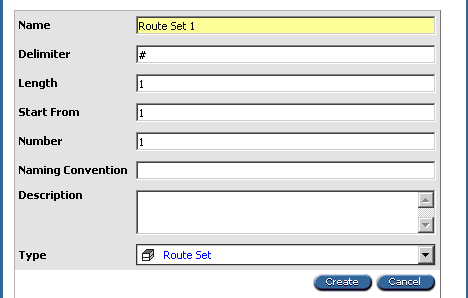 Name Route Set 1
Delimiter #
Length 1
Start From 1
Number 1
Naming Convention
Description
Type Route Set
Create Cancel